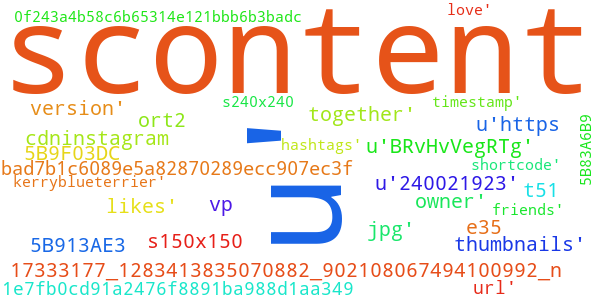 0f243a4b58c6b65314e121bbb6b3badc
love'
scontent
version'
s240x240
timestamp'
ort2
together'
u'https
5B83A6B9
cdninstagram
u'
hashtags'
u'BRvHvVegRTg'
5B9F03DC
bad7b1c6089e5a82870289ecc907ec3f
shortcode'
kerryblueterrier'
u'240021923'
t51
likes'
vp
owner'
friends'
5B913AE3
s150x150
jpg'
e35
thumbnails'
17333177_1283413835070882_902108067494100992_n
1e7fb0cd91a2476f8891ba988d1aa349
url'